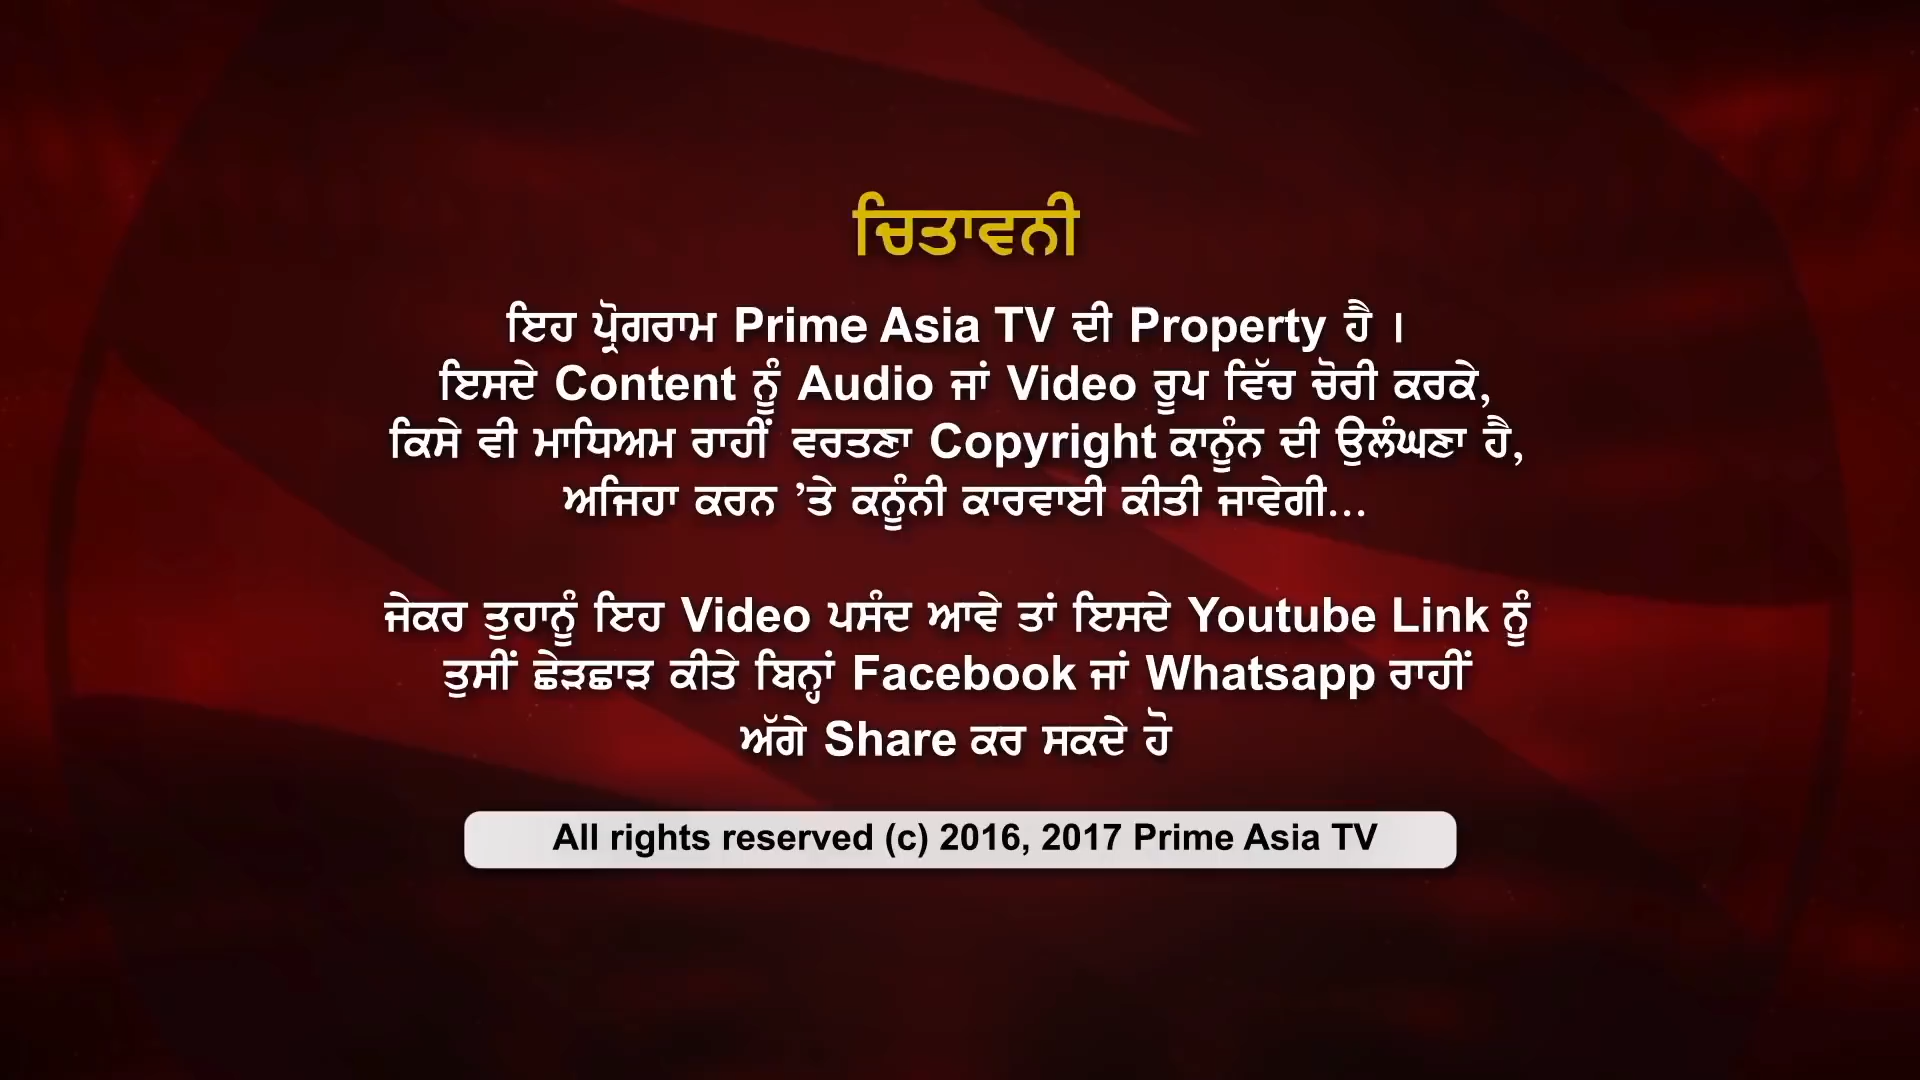 ਚਿਤਾਵਨੀ
ਇਹ ਪ੍ਰੋਗਰਾਮ Prime Asia TV ਦੀ Property ਹੈ ।
ਇਸਦੇ Content ਨੂੰ Audio ਜਾਂ Video ਰੂਪ ਵਿੱਚ ਚੋਰੀ ਕਰਕੇ,
ਕਿਸੇ ਵੀ ਮਾਧਿਅਮ ਰਾਹੀਂ ਵਰਤਣਾ Copyright ਕਾਨੂੰਨ ਦੀ ਉਲੰਘਣਾ ਹੈ,
ਅਜਿਹਾ ਕਰਨ ’ਤੇ ਕਨੂੰਨੀ ਕਾਰਵਾਈ ਕੀਤੀ ਜਾਵੇਗੀ...
ਜੇਕਰ ਤੁਹਾਨੂੰ ਇਹ Video ਪਸੰਦ ਆਵੇ ਤਾਂ ਇਸਦੇ Youtube Link ਨੂੰ
ਤੁਸੀਂ ਛੇੜਛਾੜ ਕੀਤੇ ਬਿਨ੍ਹਾਂ Facebook ਜਾਂ Whatsapp ਰਾਹੀਂ
ਅੱਗੇ Share ਕਰ ਸਕਦੇ ਹੋ
All rights reserved (c) 2016, 2017 Prime Asia TV